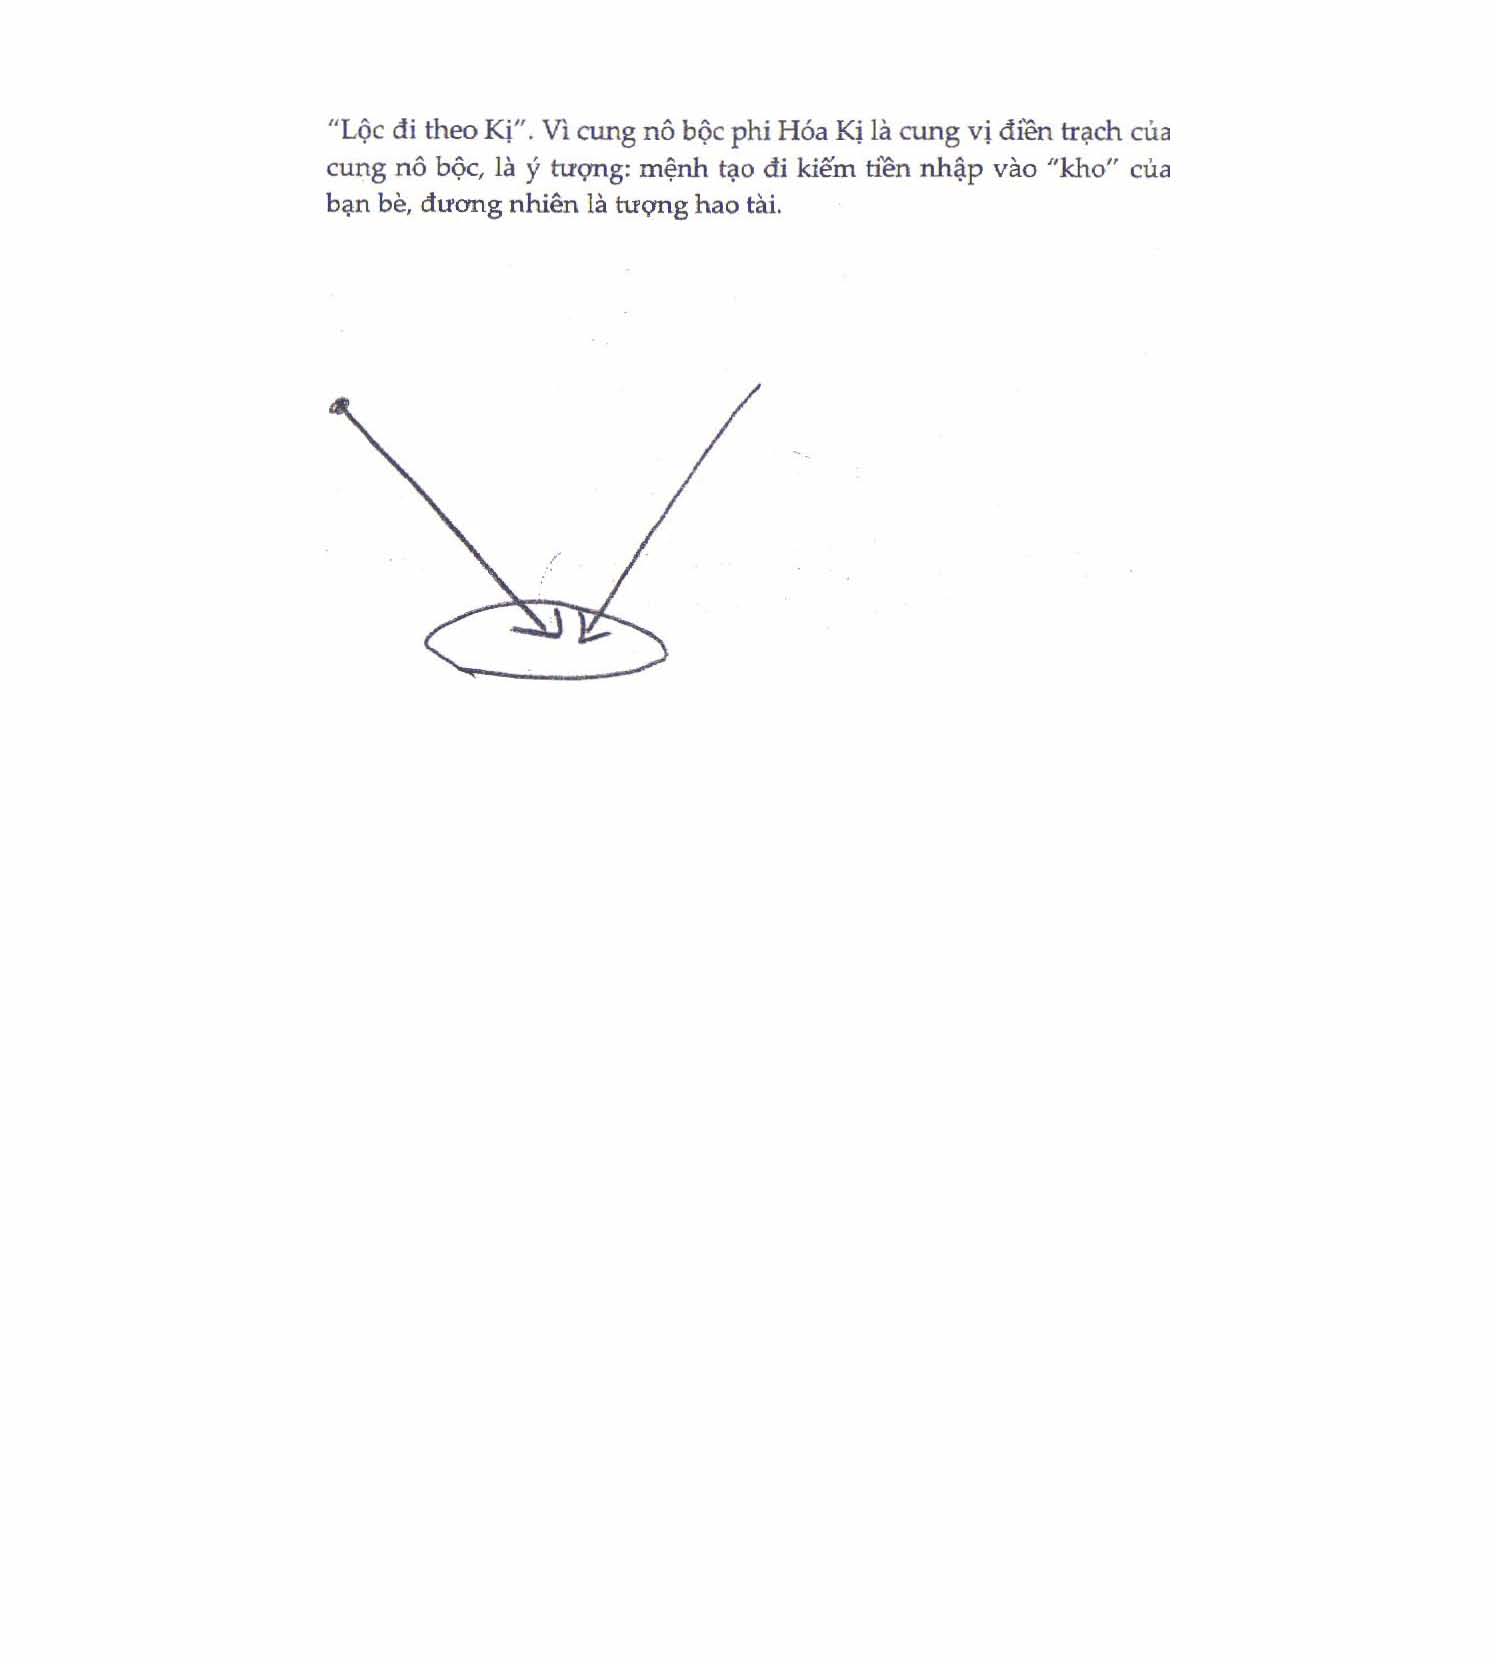 "Lộc đi theo Kị". Vì cung nô bộc phi Hóa Kị là cung vị điền trạch của
cung nô bộc, là ý tượng: mệnh tạo đi kiếm tiền nhập vào "kho" của
bạn bè, đương nhiên là tượng hao tài.